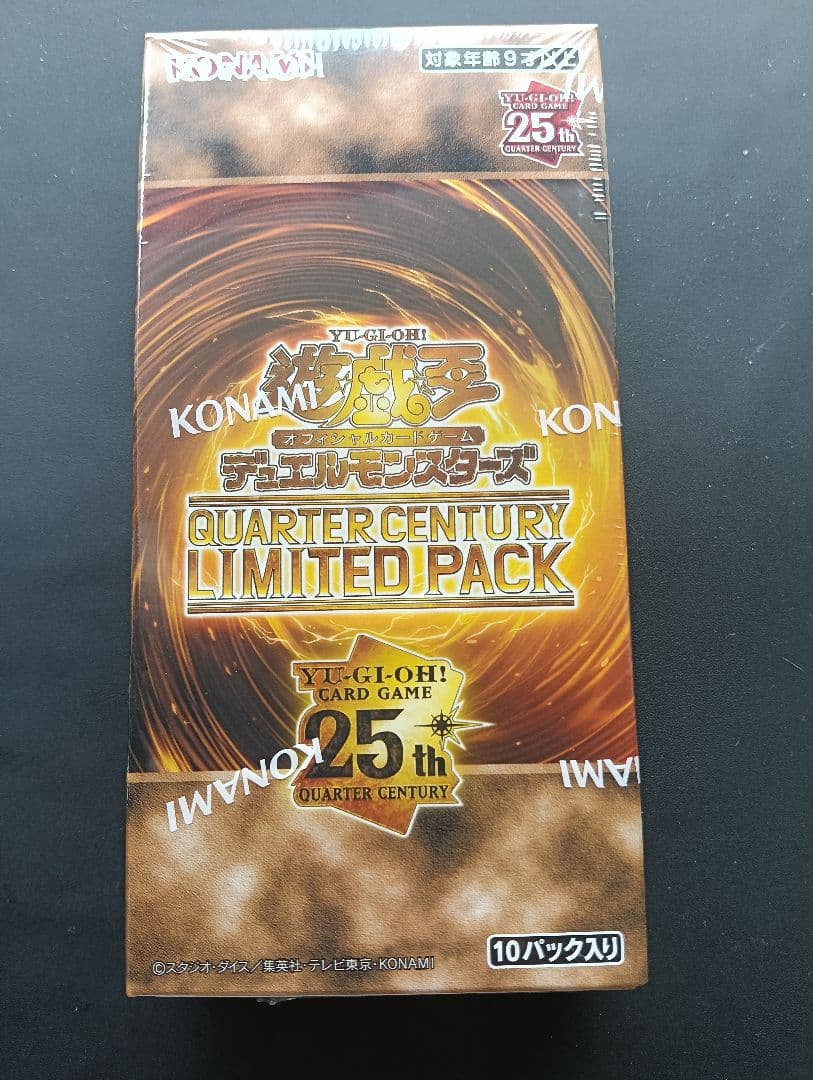 KONAMI
対象年齢9才以上
YU-GI-OH!
CARD GAME
25th
QUARTER CENTURY
YU-GI-OH!
遊戯王
オフィシャルカードゲーム
デュエルモンスターズ
KONAMI
KON
QUARTER CENTURY
LIMITED PACK
YU-GI-OH!
CARD GAME
25th
QUARTER CENTURY
KONAMI
AMI
10パック入り
©スタジオ・ダイス/集英社・テレビ東京・KONAMI